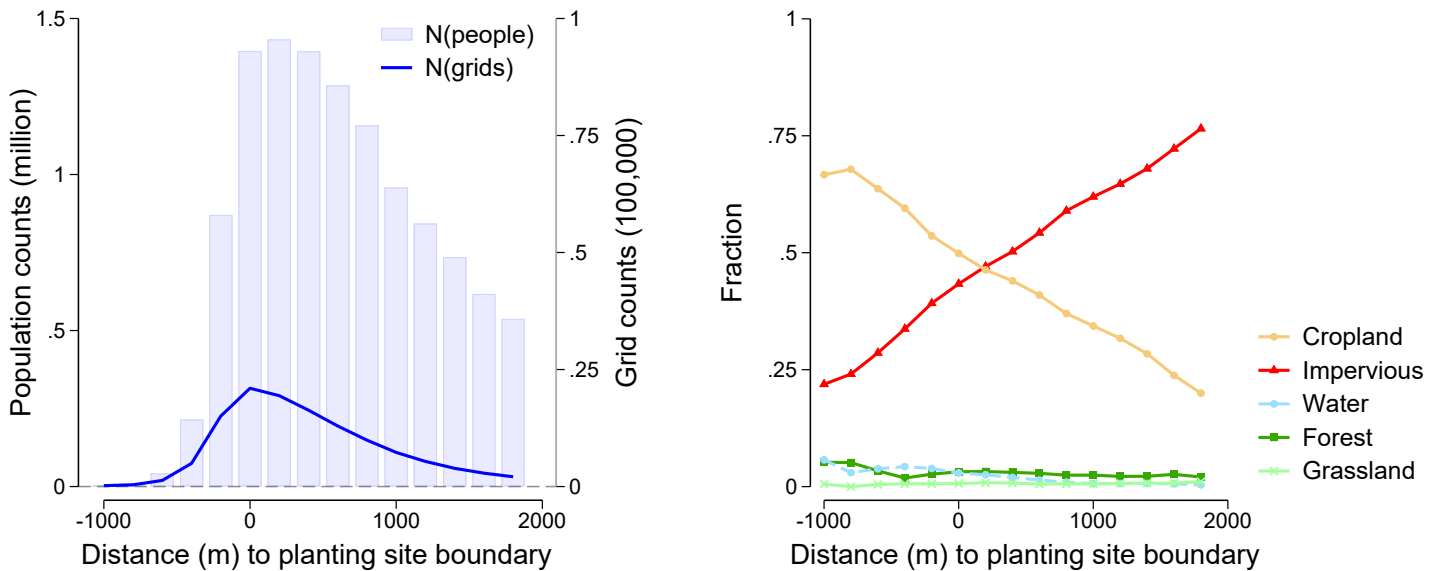 Population counts (million)
1.5
1
.5
0
N(people)
N(grids)
1
.75
.5
.25
0
Grid counts (100,000)
-1000
0
1000
2000
Distance (m) to planting site boundary
Fraction
1
.75
.5
.25
0
-1000
0
1000
2000
Distance (m) to planting site boundary
Cropland
Impervious
Water
Forest
Grassland